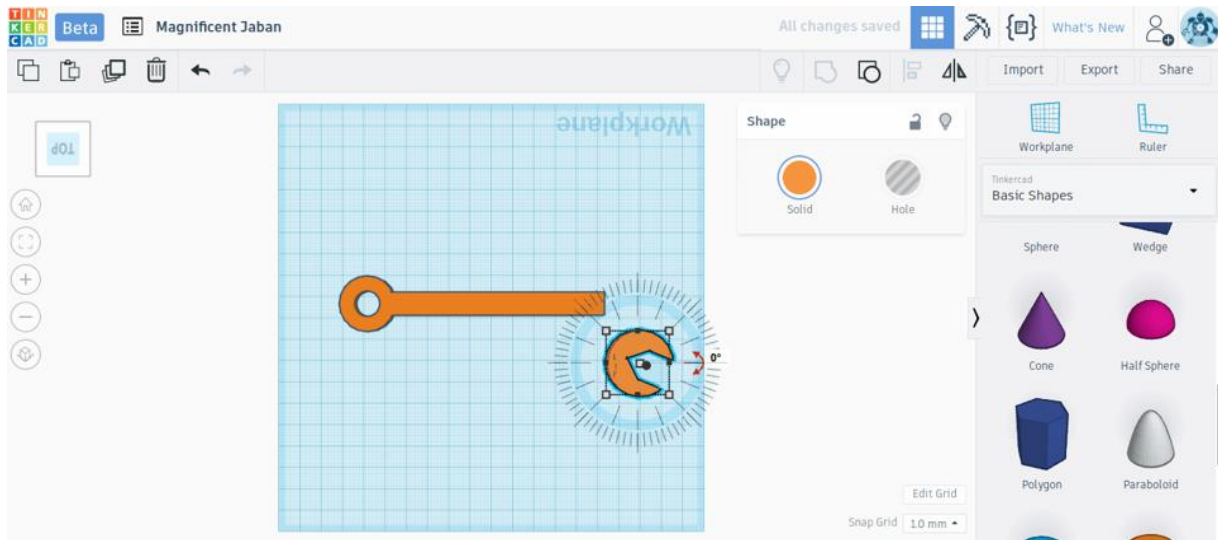 TIN
KER
CAD
Beta
Magnificent Jaban
All changes saved
What's New
Import Export Share
TOP
Workplane
Shape
Solid Hole
Workplane Ruler
Tinkercad
Basic Shapes
Sphere Wedge
Cone Half Sphere
Polygon Paraboloid
0°
Edit Grid
Snap Grid 1.0 mm